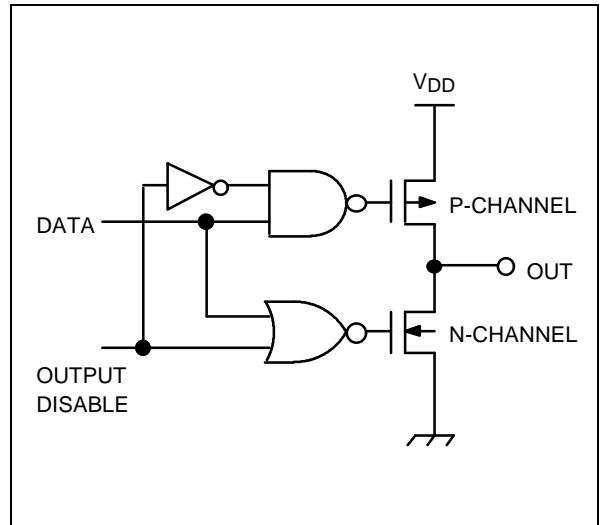 VDD
P-CHANNEL
DATA
OUT
N-CHANNEL
OUTPUT
DISABLE